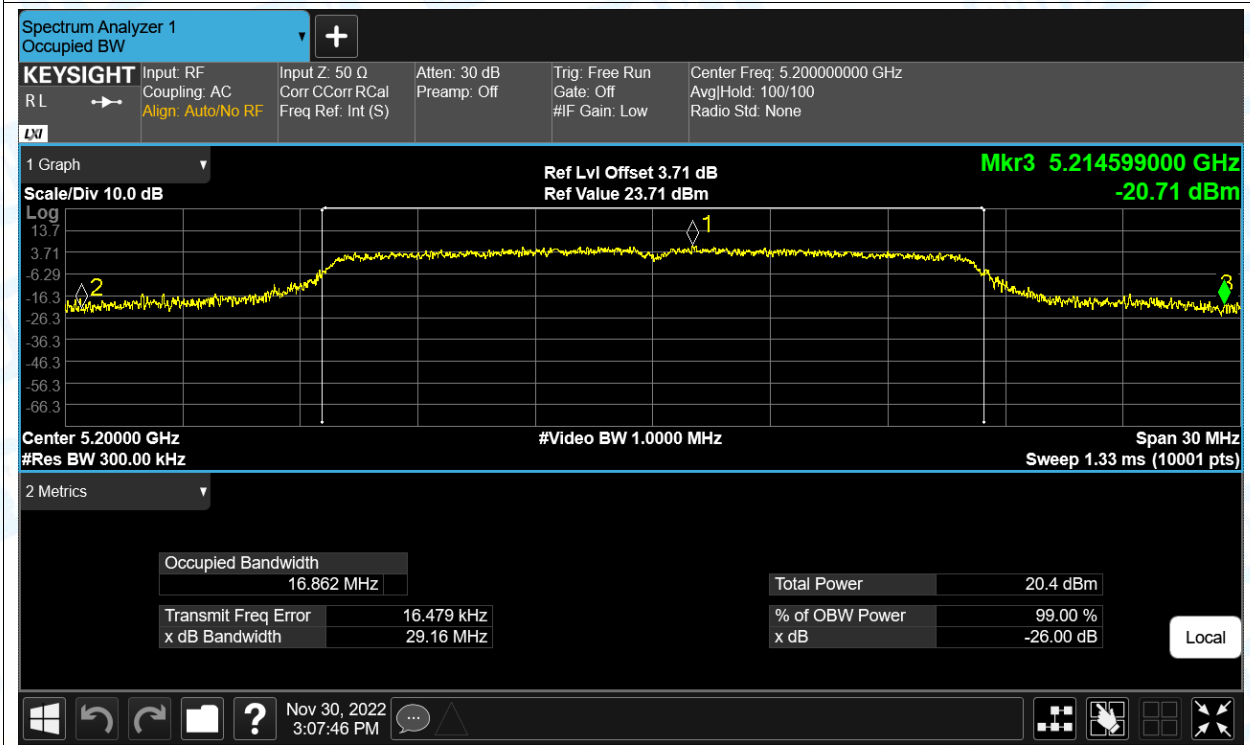 Spectrum Analyzer 1
Occupied BW
KEYSIGHT
R L
LXI
Input: RF
Coupling: AC
Align: Auto/No RF
Input Z: 50 Ω
Corr CCorr RCal
Freq Ref: Int (S)
Atten: 30 dB
Preamp: Off
Trig: Free Run
Gate: Off
#IF Gain: Low
Center Freq: 5.200000000 GHz
Avg|Hold: 100/100
Radio Std: None
1 Graph
Scale/Div 10.0 dB
Ref Lvl Offset 3.71 dB
Ref Value 23.71 dBm
Mkr3 5.214599000 GHz
-20.71 dBm
Log
13.7
3.71
-6.29
-16.3
-26.3
-36.3
-46.3
-56.3
-66.3
1
2
3
Center 5.20000 GHz
#Res BW 300.00 kHz
#Video BW 1.0000 MHz
Span 30 MHz
Sweep 1.33 ms (10001 pts)
2 Metrics
Occupied Bandwidth
16.862 MHz
Transmit Freq Error 16.479 kHz
x dB Bandwidth 29.16 MHz
Total Power 20.4 dBm
% of OBW Power 99.00 %
x dB -26.00 dB
Local
?
Nov 30, 2022
3:07:46 PM